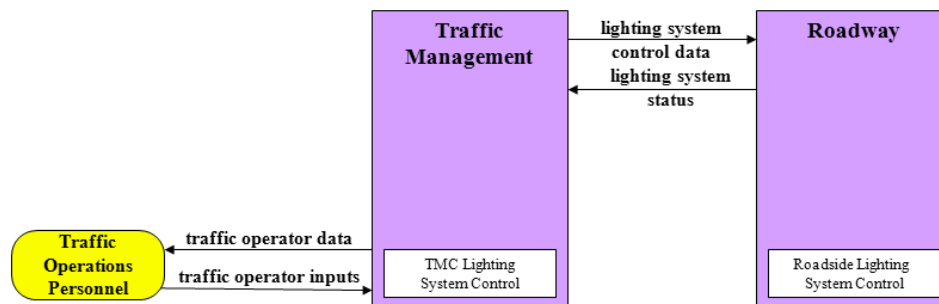 Traffic
Management
lighting system
control data
lighting system
status
Roadway
traffic operator data
traffic operator inputs
Traffic
Operations
Personnel
TMC Lighting
System Control
Roadside Lighting
System Control